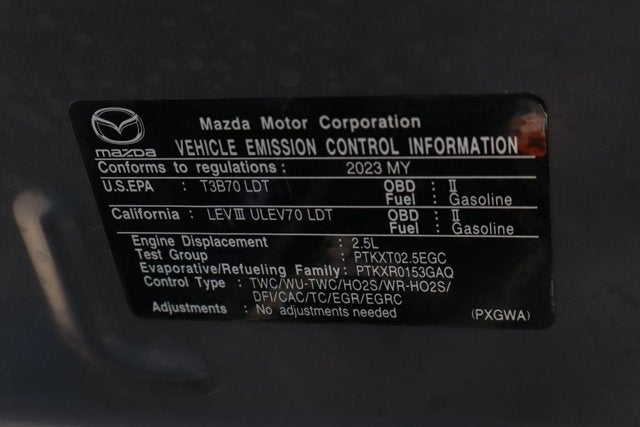 Mazda Motor Corporation
mazda VEHICLE EMISSION CONTROL INFORMATION
Conforms to regulations : 2023 MY
U.S.EPA : T3B70 LDT OBD : II
Fuel : Gasoline
California : LEVIII ULEV70 LDT OBD : II
Fuel : Gasoline
Engine Displacement : 2.5L
Test Group : PTKXT02.5EGC
Evaporative/Refueling Family : PTKXR0153GAQ
Control Type : TWC/WU-TWC/HO2S/WR-HO2S/
DFI/CAC/TC/EGR/EGRC
Adjustments : No adjustments needed (PXGWA)